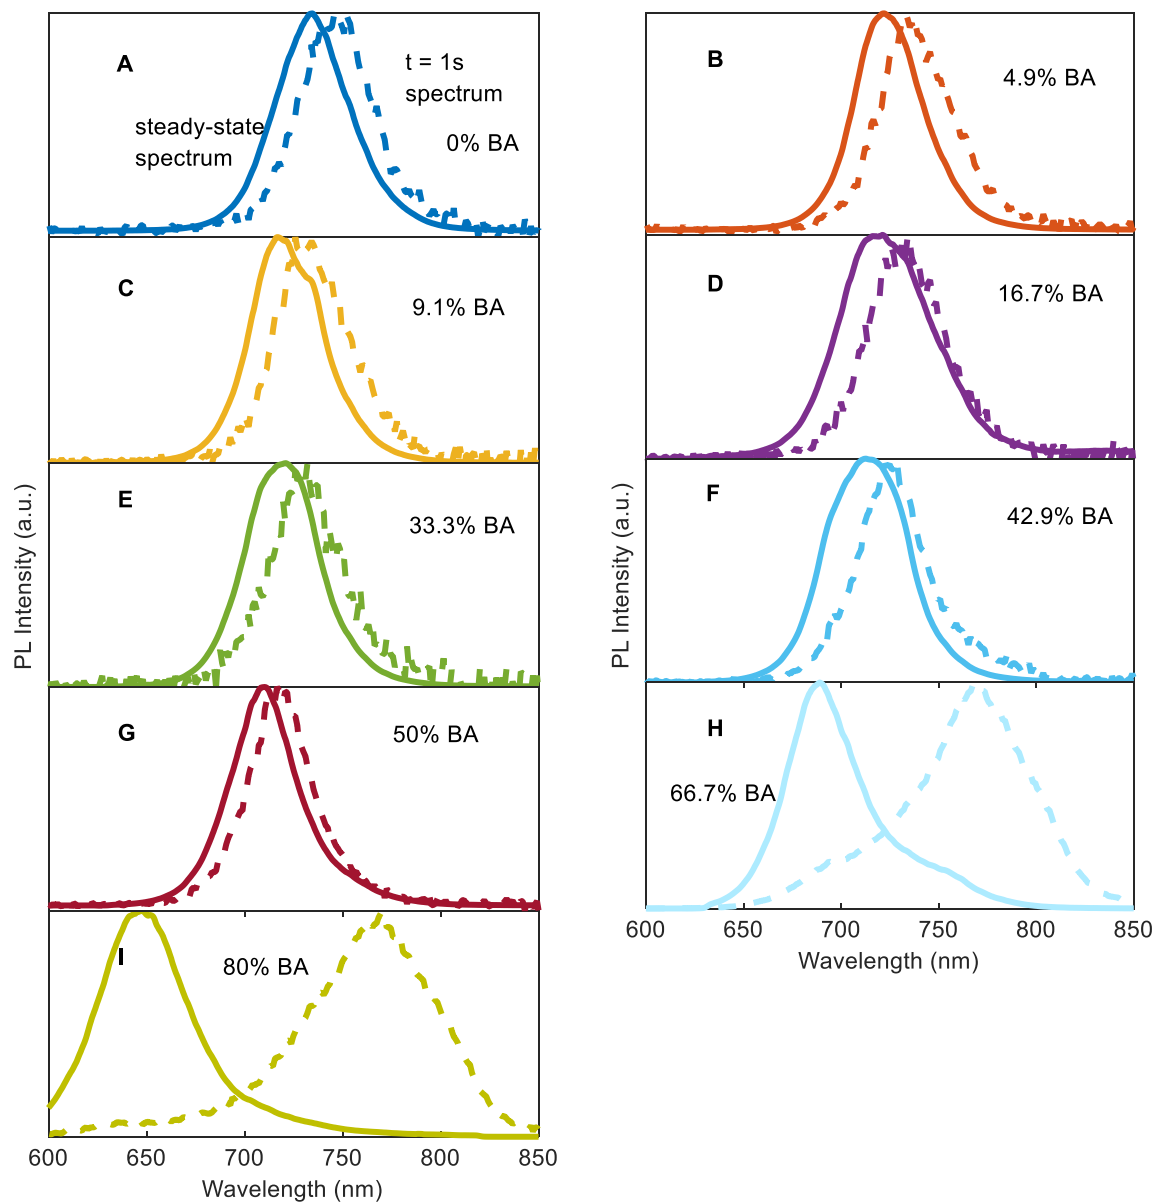 A
t = 1s
spectrum
steady-state
spectrum
0% BA
B
4.9% BA
C
9.1% BA
D
16.7% BA
E
33.3% BA
F
42.9% BA
G
50% BA
H
66.7% BA
I
80% BA
PL Intensity (a.u.)
PL Intensity (a.u.)
600 650 700 750 800 850
Wavelength (nm)
600 650 700 750 800 850
Wavelength (nm)